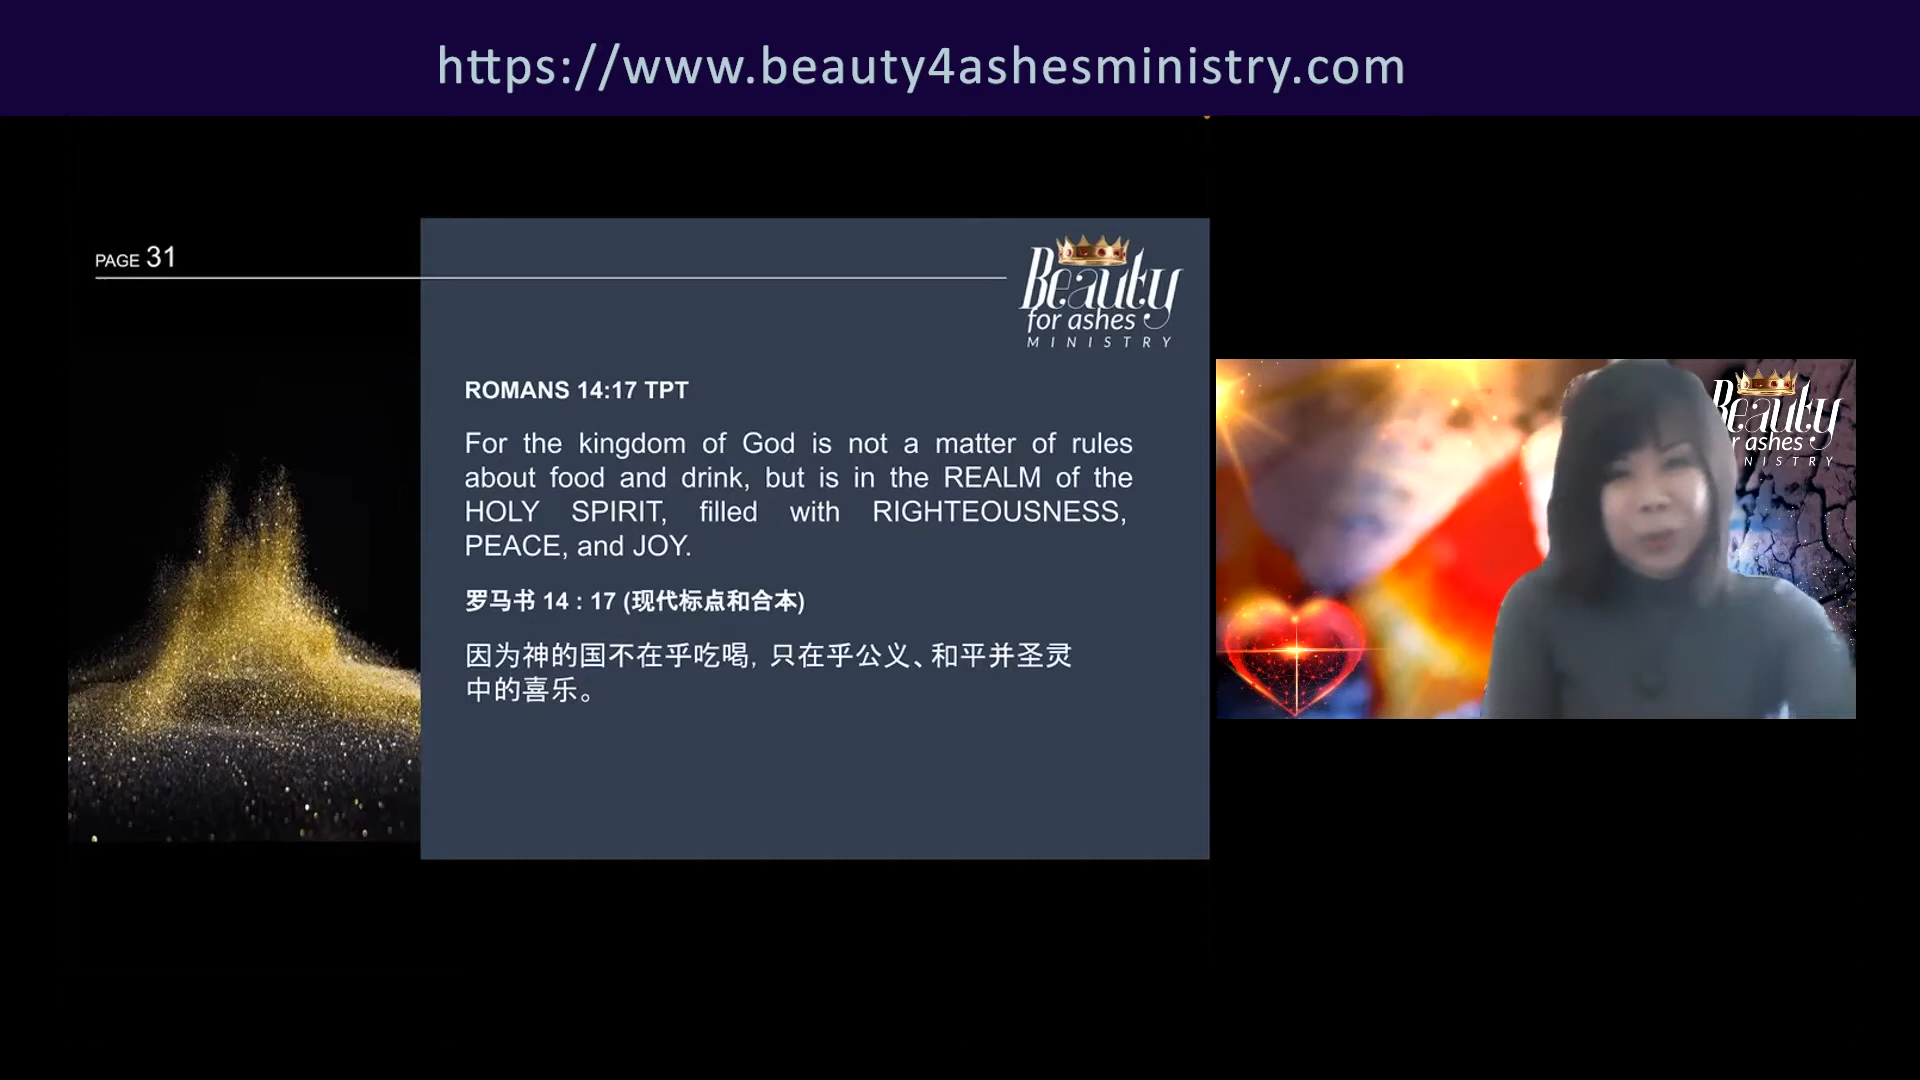 https://www.beauty4ashesministry.com
PAGE 31
Beauty
for ashes
MINISTRY
ROMANS 14:17 TPT
For the kingdom of God is not a matter of rules
about food and drink, but is in the REALM of the
HOLY SPIRIT, filled with RIGHTEOUSNESS,
PEACE, and JOY.
罗马书 14 : 17 (现代标点和合本)
因为神的国不在乎吃喝, 只在乎公义、和平并圣灵
中的喜乐。
Beauty
r ashes
NISTRY